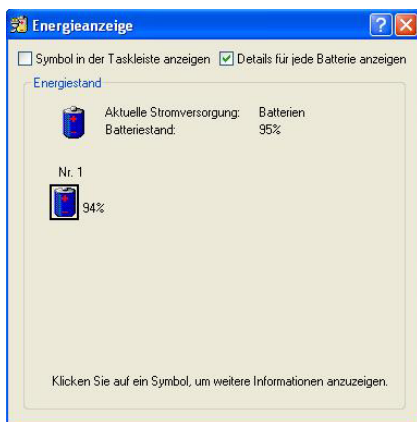 Energieanzeige
Symbol in der Taskleiste anzeigen Details für jede Batterie anzeigen
Energiestand
Aktuelle Stromversorgung: Batterien
Batteriestand: 95%
Nr. 1
94%
Klicken Sie auf ein Symbol, um weitere Informationen anzuzeigen.